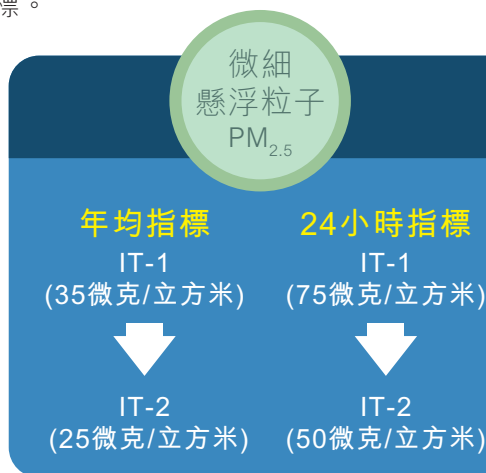 標。
微細
懸浮粒子
PM2.5
年均指標
IT-1
(35微克/立方米)
IT-2
(25微克/立方米)
24小時指標
IT-1
(75微克/立方米)
IT-2
(50微克/立方米)